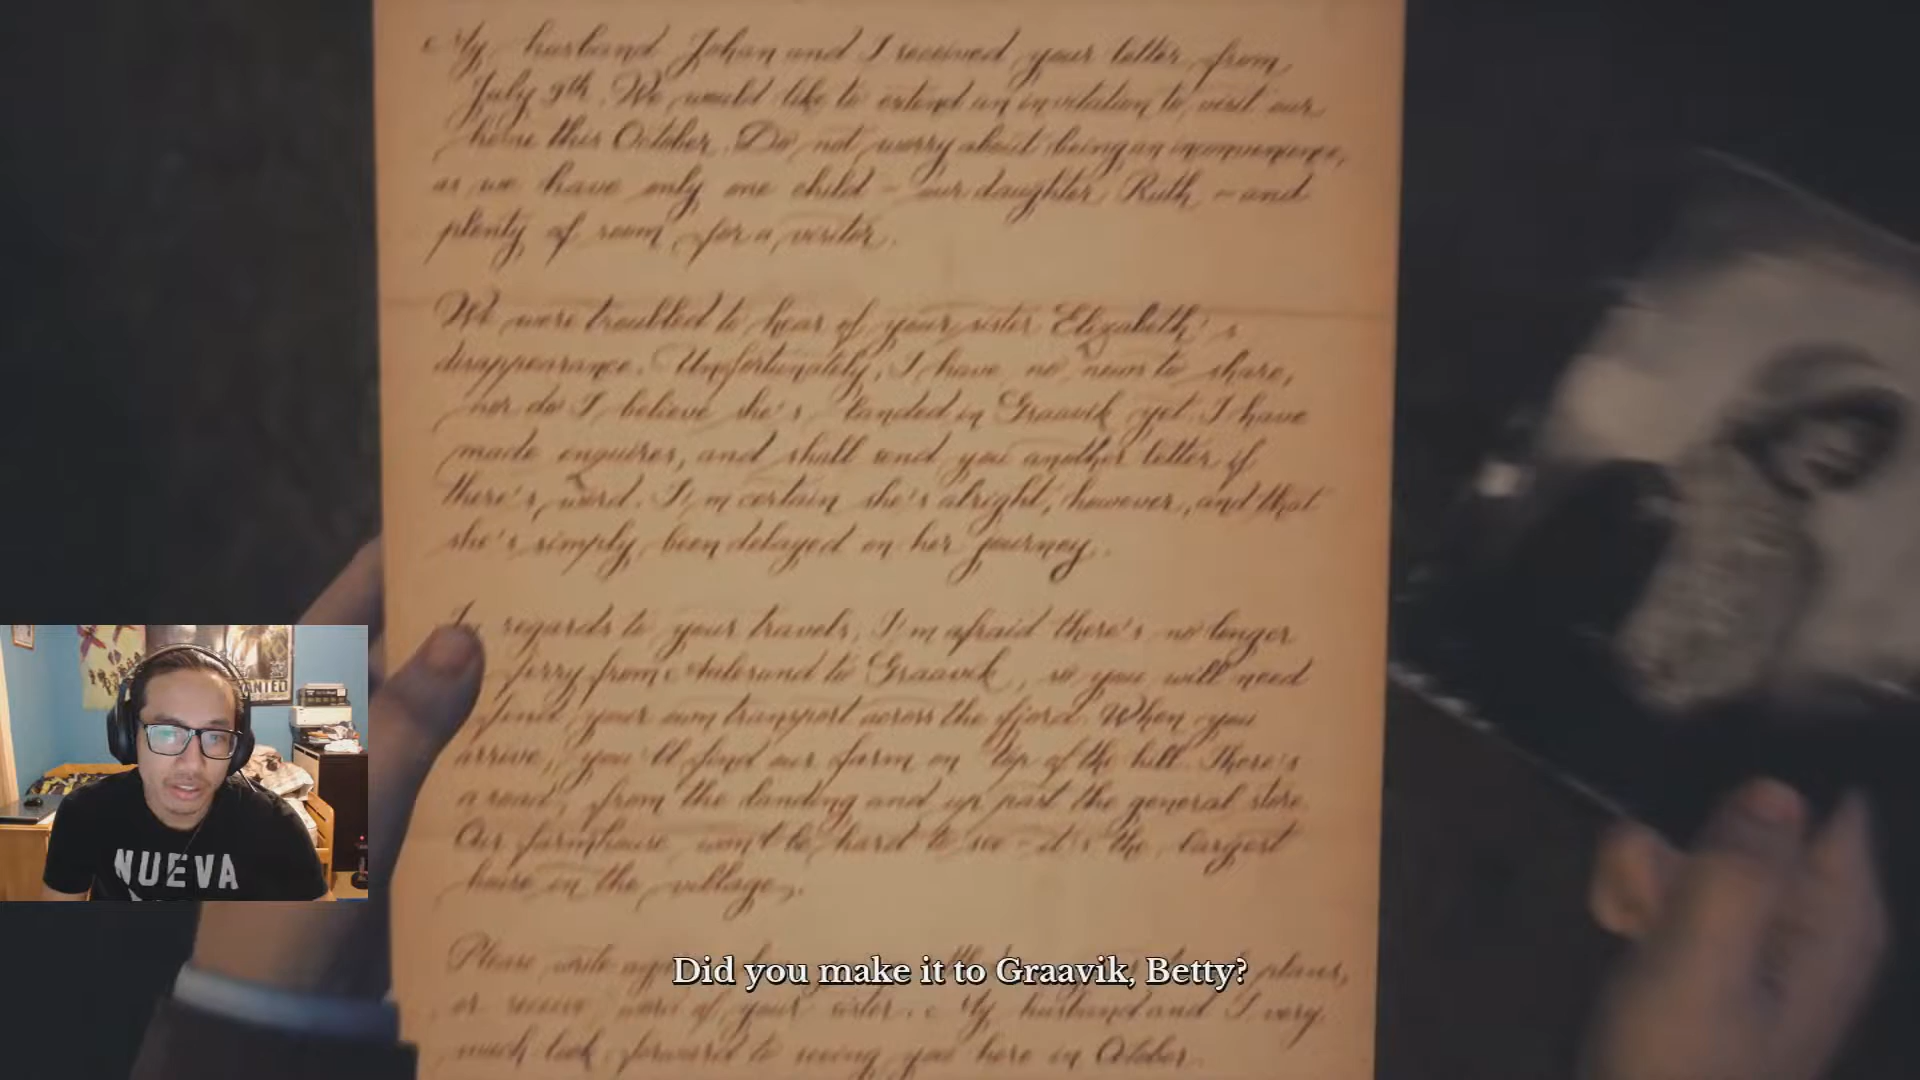 My husband Johan and I received your letter from
July 9th. We would like to extend an invitation to visit our
home this October. Do not worry about being an inconvenience,
as we have only one child - our daughter, Ruth, - and
plenty of room for a visitor.
We were troubled to hear of your sister Elizabeth's
disappearance. Unfortunately, I have no news to share,
nor do I believe she's landed in Graavik yet. I have
made enquires, and shall send you another letter if
there's word. I'm certain she's alright, however, and that
she's simply been delayed on her journey.
In regards to your travels, I'm afraid there's no longer
ferry from to Graavik, so you will need
find your own transport across the fjord. When you
arrive, you'll find our farm on top of the hill. There's
a road, from the landing and up past the general store.
Our farmhouse won't be hard to see - it's the largest
house in the village.
Please write plans,
or receive word of your sister. My husband and I very
much look forward to seeing you here in October.
Did you make it to Graavik, Betty?
WANTED
NUEVA